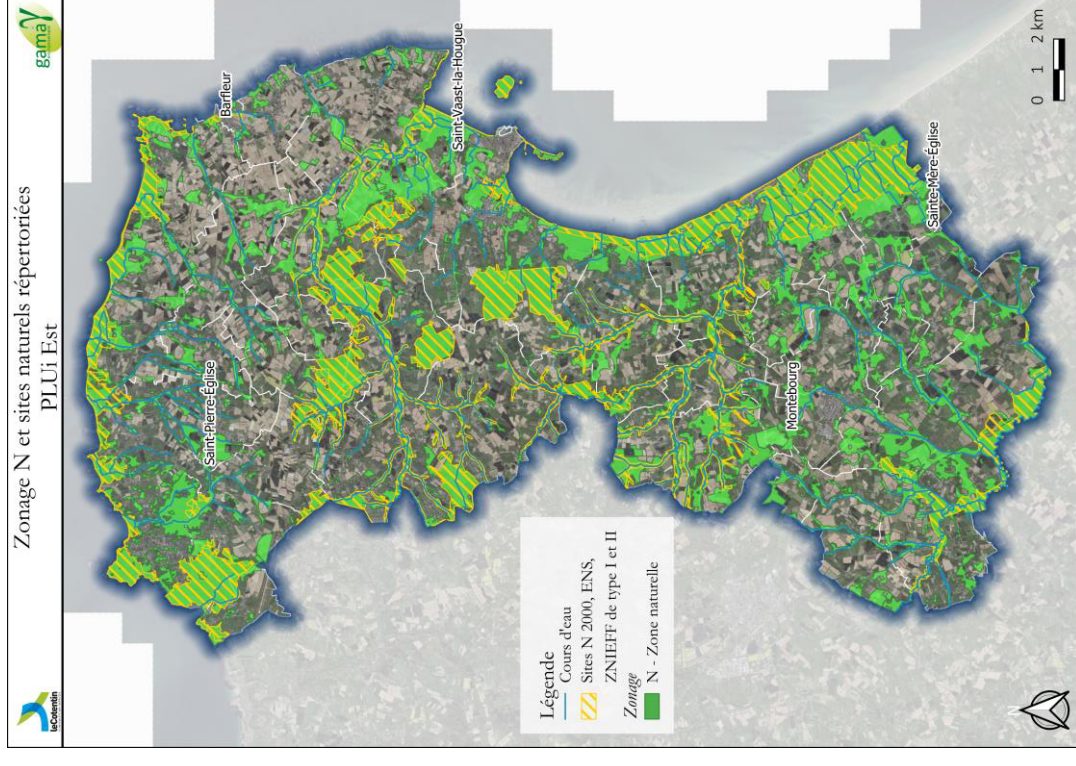 Zonage N et sites naturels répertoriées
PLUi Est
leCotentin
gama
Barfleur
Saint-Pierre-Eglise
Saint-Vaast-la-Hougue
Montebourg
Sainte-Mère-Église
Légende
Cours d'eau
Sites N 2000, ENS,
ZNIEFF de type I et II
Zonage
N - Zone naturelle
0 1 2 km